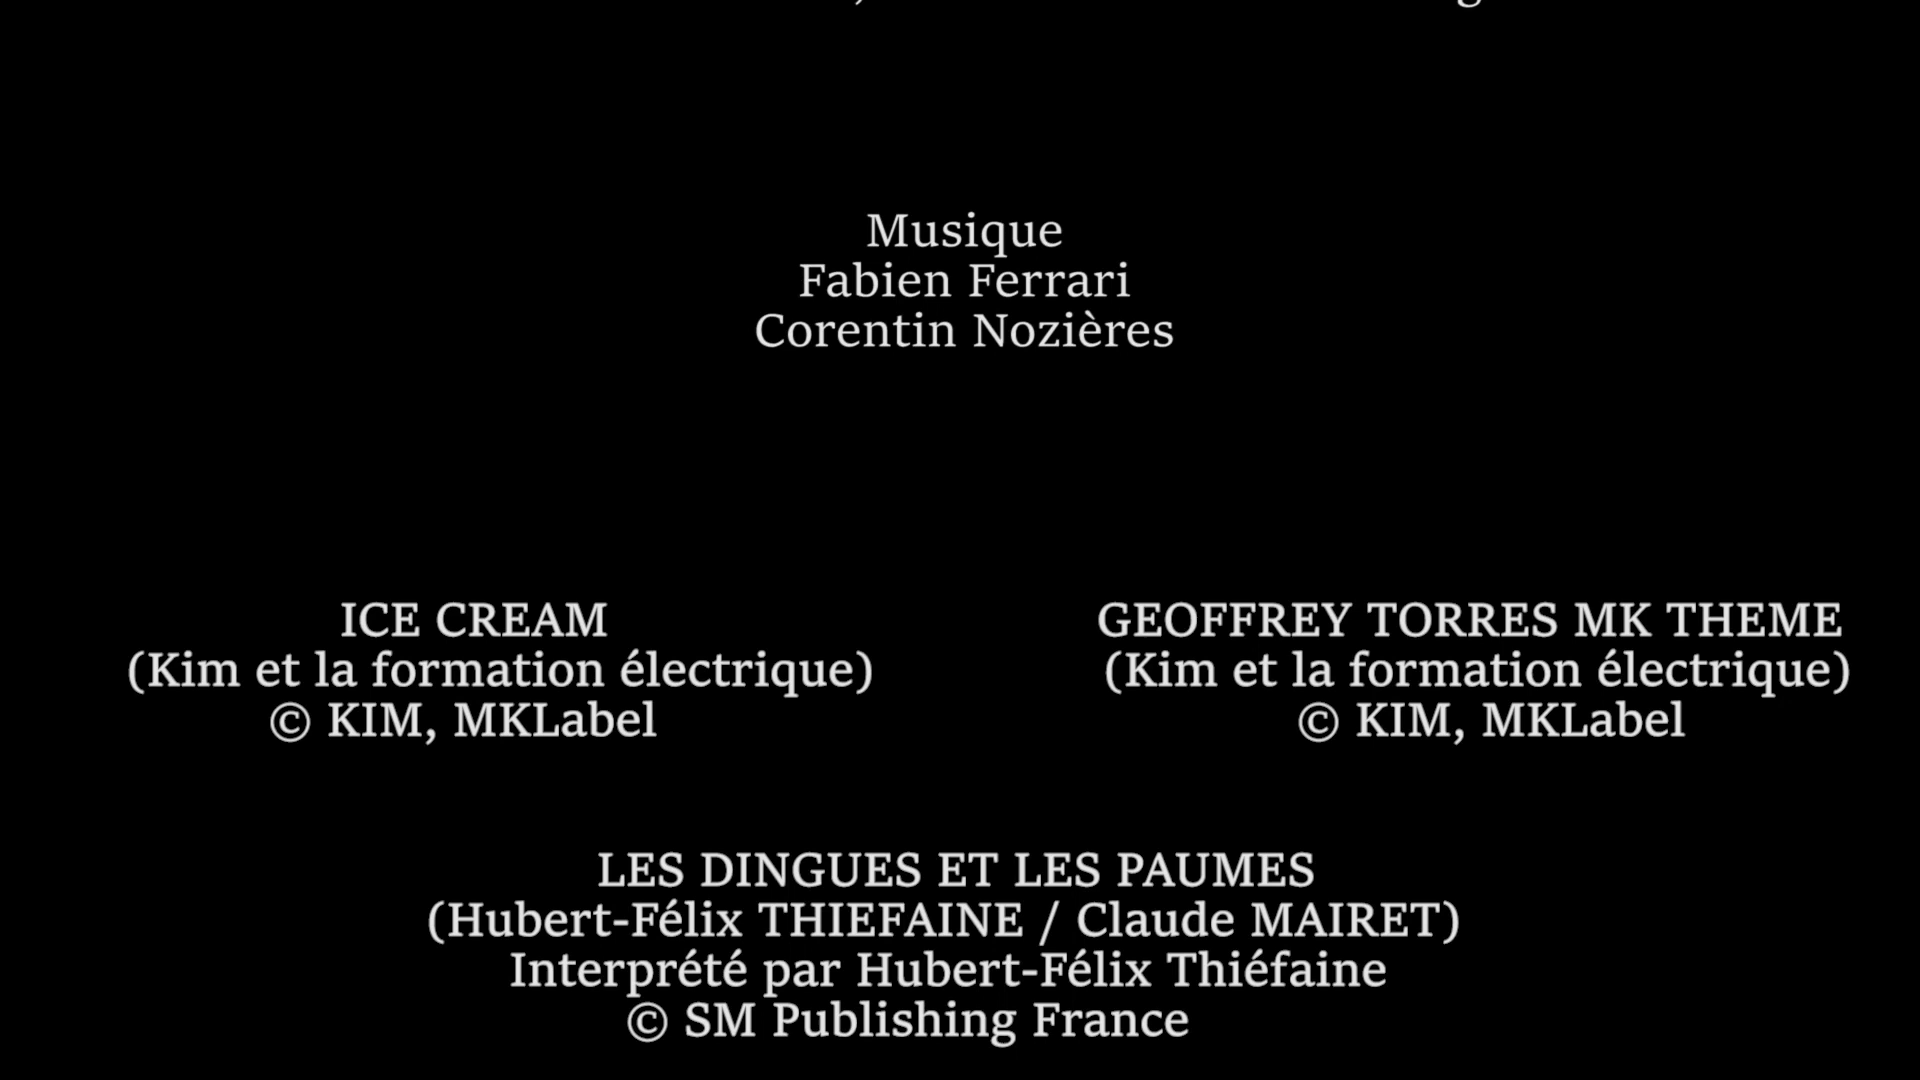 Musique
Fabien Ferrari
Corentin Nozières
ICE CREAM
(Kim et la formation électrique)
© KIM, MKLabel
GEOFFREY TORRES MK THEME
(Kim et la formation électrique)
© KIM, MKLabel
LES DINGUES ET LES PAUMES
(Hubert-Félix THIEFAINE / Claude MAIRET)
Interprété par Hubert-Félix Thiéfaine
© SM Publishing France